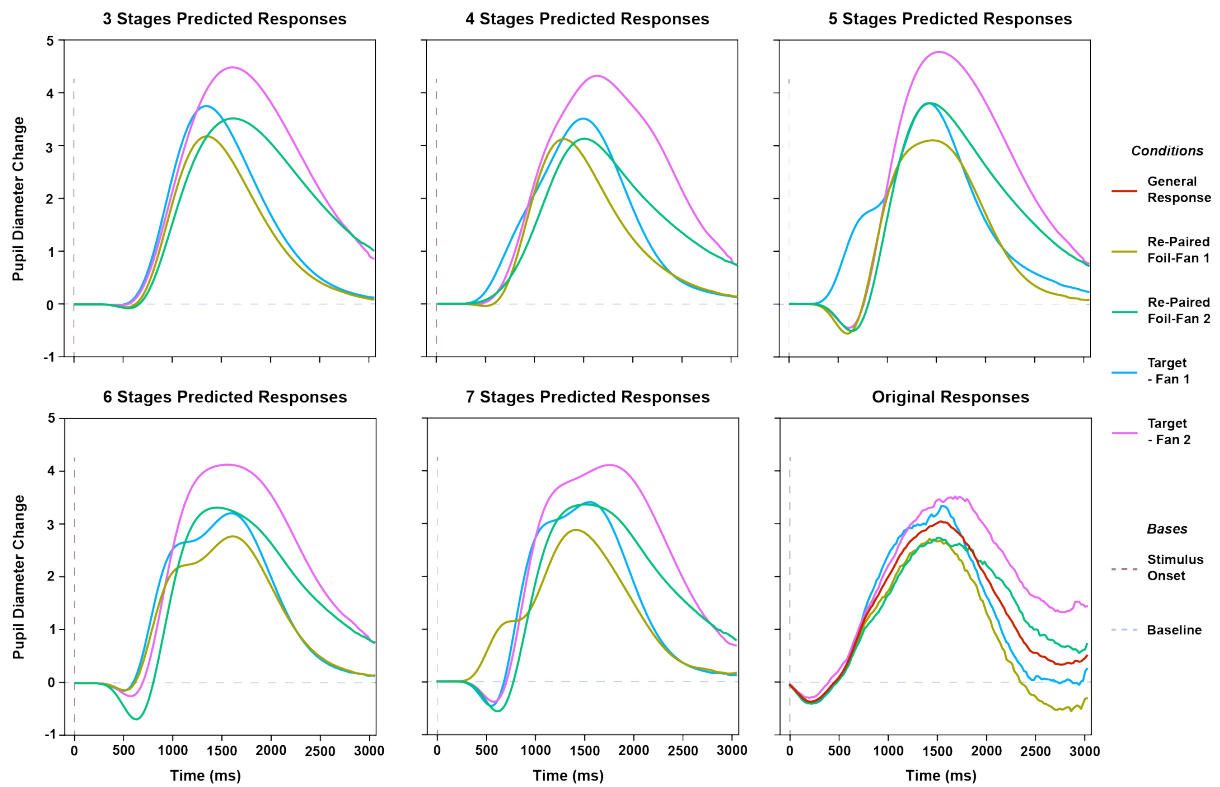 3 Stages Predicted Responses
4 Stages Predicted Responses
5 Stages Predicted Responses
Pupil Diameter Change
5
4
3
2
1
0
-1
Conditions
General
Response
Re-Paired
Foil-Fan 1
Re-Paired
Foil-Fan 2
Target
- Fan 1
Target
- Fan 2
6 Stages Predicted Responses
7 Stages Predicted Responses
Original Responses
Pupil Diameter Change
5
4
3
2
1
0
-1
Bases
Stimulus
Onset
Baseline
0 500 1000 1500 2000 2500 3000
0 500 1000 1500 2000 2500 3000
0 500 1000 1500 2000 2500 3000
Time (ms)
Time (ms)
Time (ms)